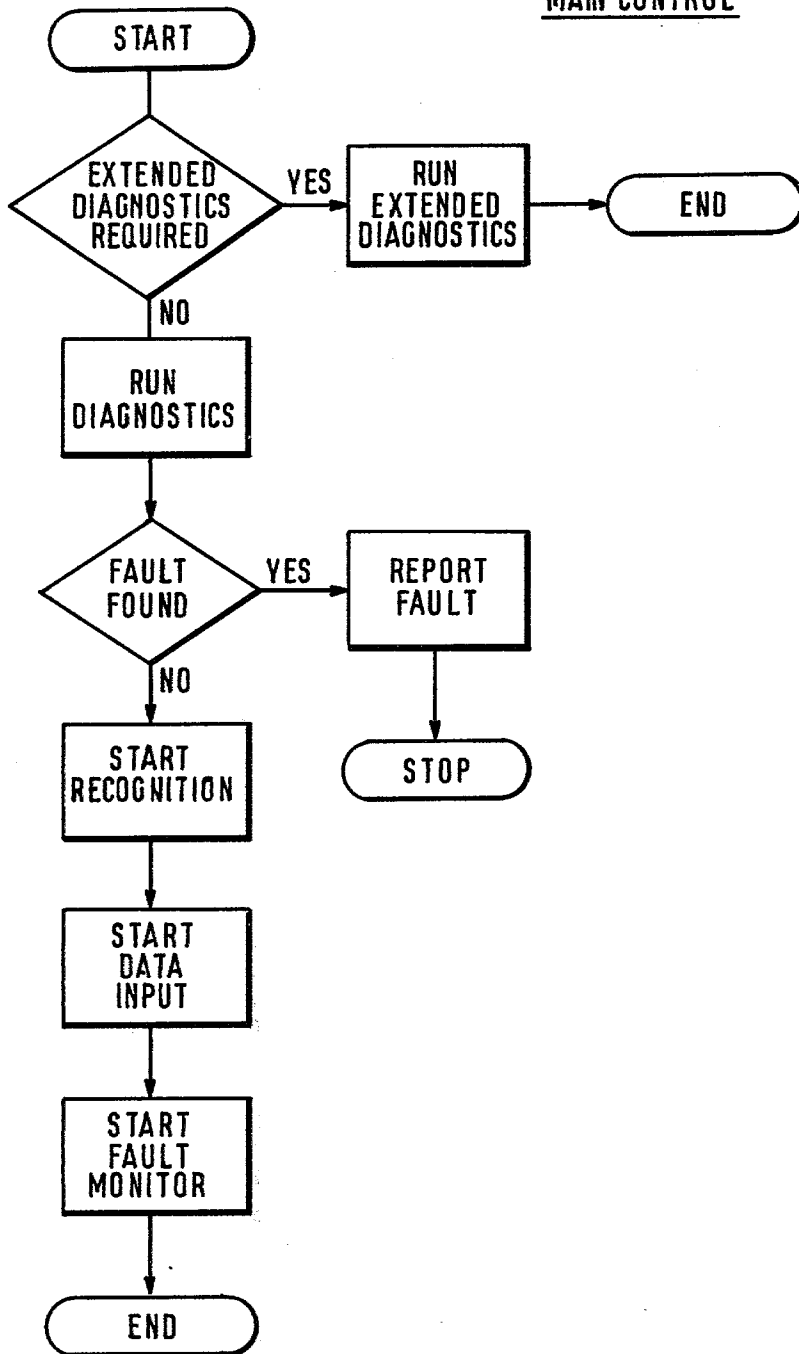 MAIN CONTROL
START
EXTENDED
DIAGNOSTICS
REQUIRED
YES
RUN
EXTENDED
DIAGNOSTICS
END
NO
RUN
DIAGNOSTICS
FAULT
FOUND
YES
REPORT
FAULT
NO
STOP
START
RECOGNITION
START
DATA
INPUT
START
FAULT
MONITOR
END